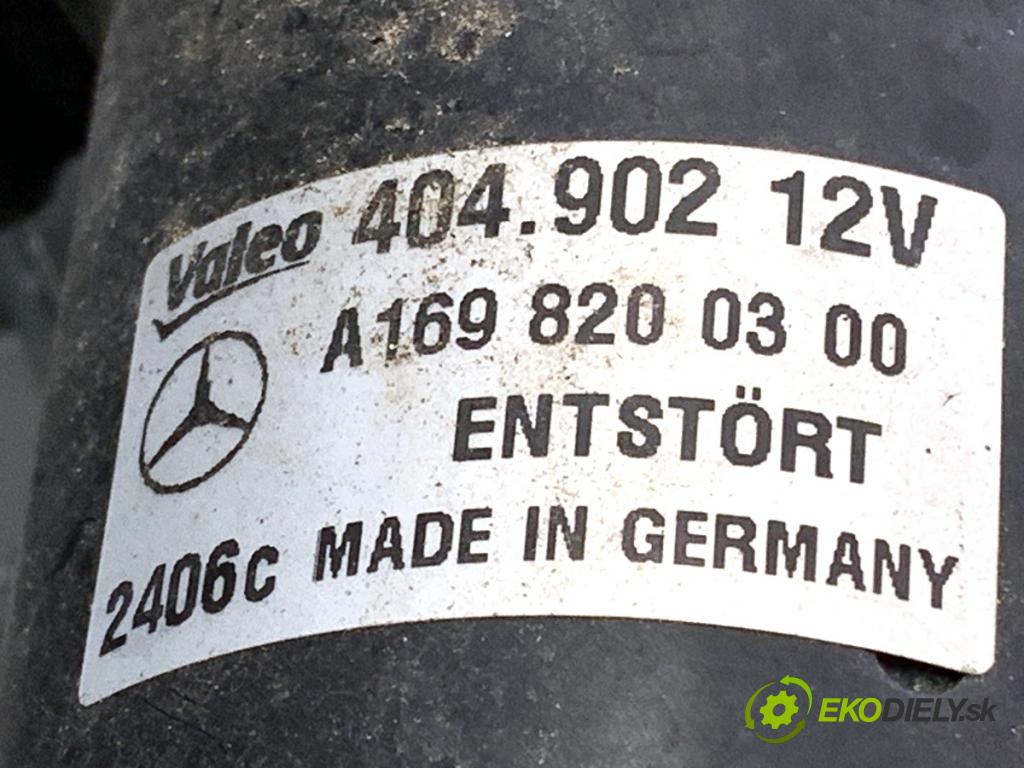 Valeo 404.902 12V
A169 820 03 00
ENTSTÖRT
2406C MADE IN GERMANY
EKODIELY.sk